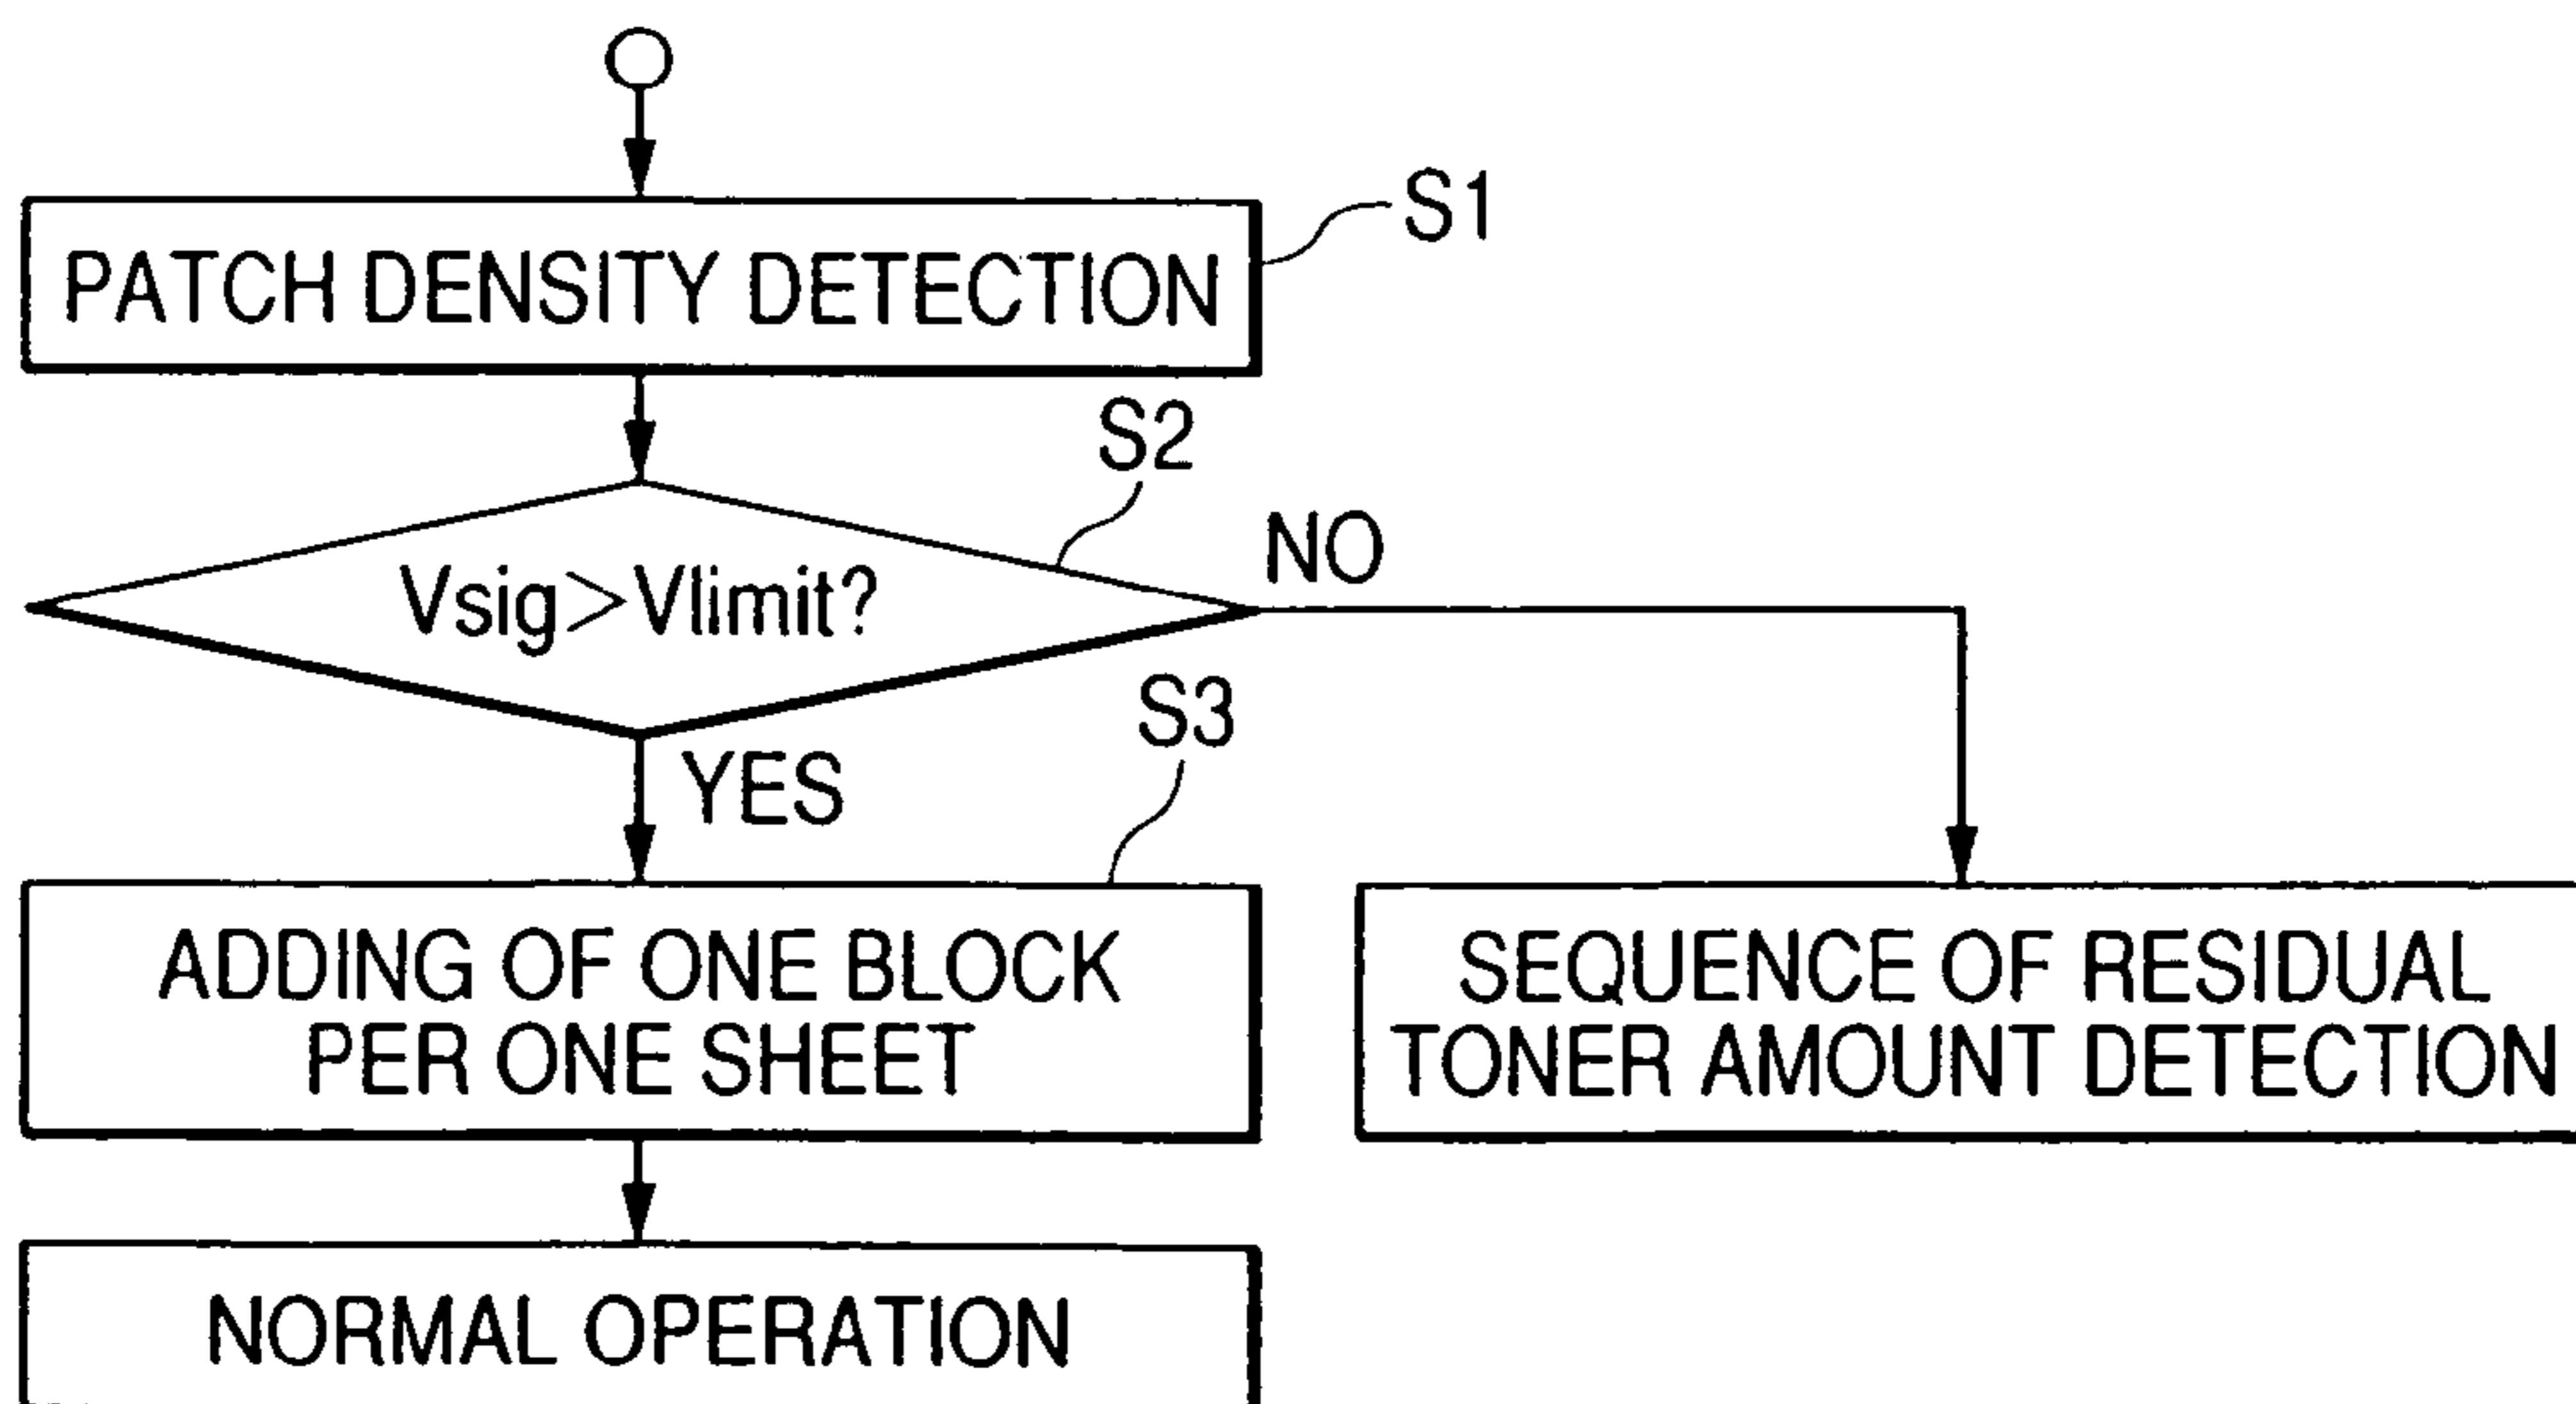 S1
PATCH DENSITY DETECTION
S2
Vsig>Vlimit?
NO
YES
S3
ADDING OF ONE BLOCK
PER ONE SHEET
SEQUENCE OF RESIDUAL
TONER AMOUNT DETECTION
NORMAL OPERATION